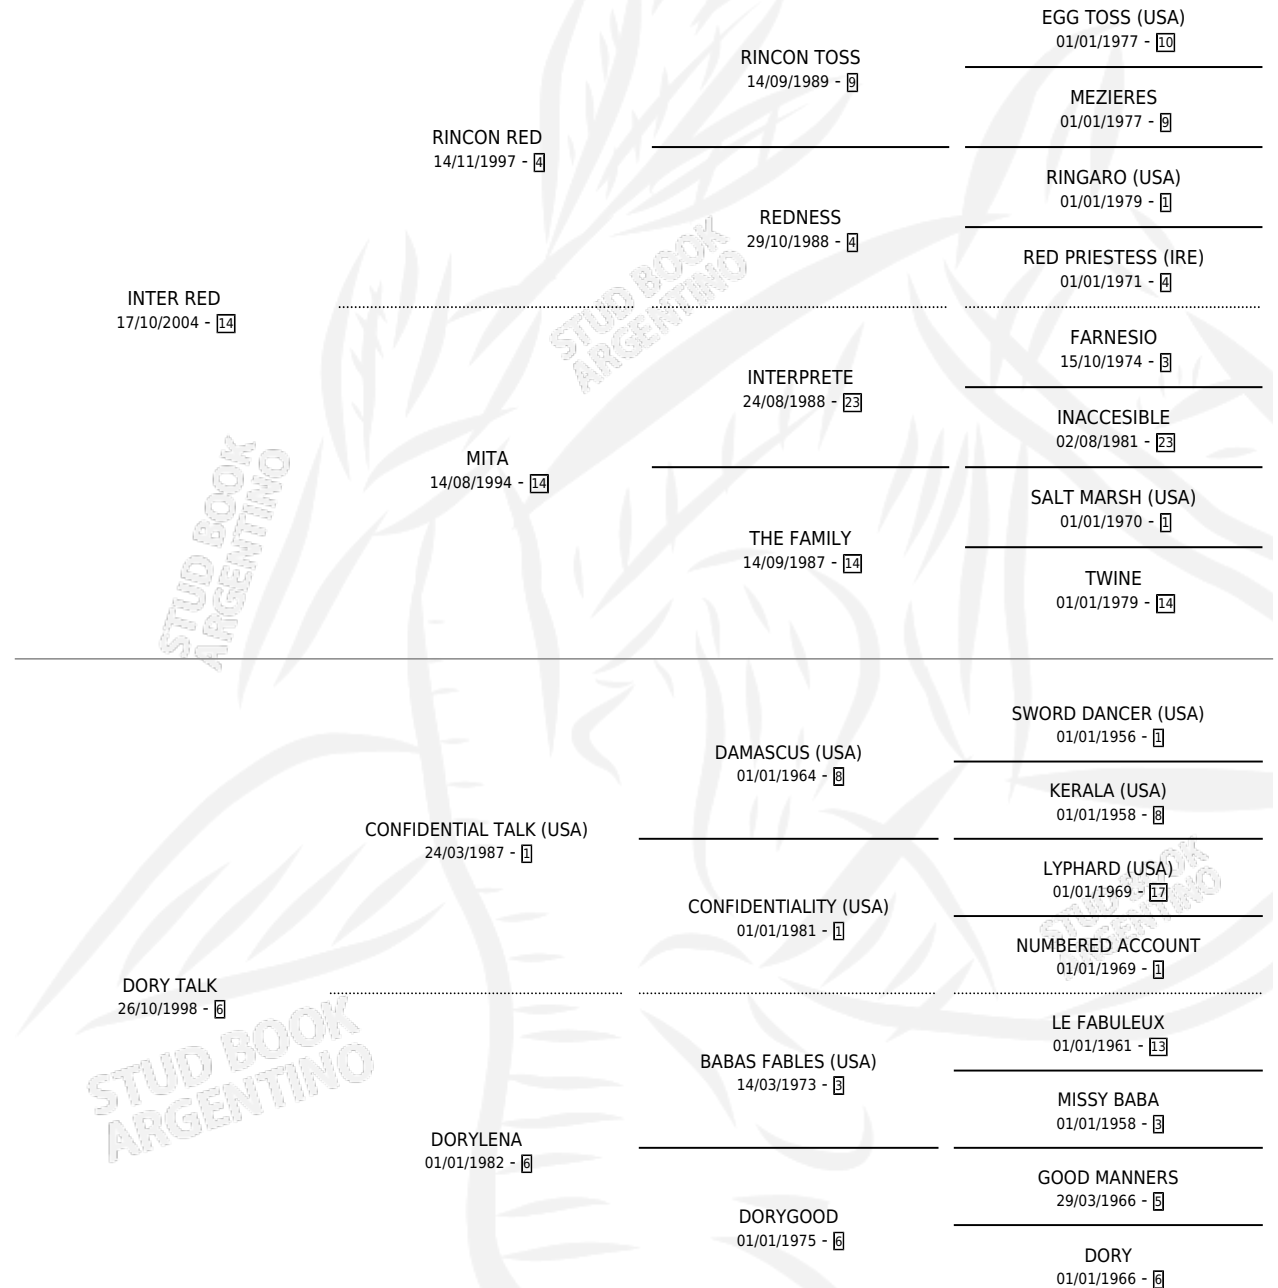 EGG TOSS (USA)
01/01/1977 - 10
RINCON TOSS
14/09/1989 - 9
MEZIERES
01/01/1977 - 9
RINCON RED
14/11/1997 - 4
RINGARO (USA)
01/01/1979 - 1
REDNESS
29/10/1988 - 4
RED PRIESTESS (IRE)
01/01/1971 - 4
INTER RED
17/10/2004 - 14
FARNESIO
15/10/1974 - 3
INTERPRETE
24/08/1988 - 23
INACCESIBLE
02/08/1981 - 23
MITA
14/08/1994 - 14
SALT MARSH (USA)
01/01/1970 - 1
THE FAMILY
14/09/1987 - 14
TWINE
01/01/1979 - 14
SWORD DANCER (USA)
01/01/1956 - 1
DAMASCUS (USA)
01/01/1964 - 8
KERALA (USA)
01/01/1958 - 8
CONFIDENTIAL TALK (USA)
24/03/1987 - 1
LYPHARD (USA)
01/01/1969 - 17
CONFIDENTIALITY (USA)
01/01/1981 - 1
NUMBERED ACCOUNT
01/01/1969 - 1
DORY TALK
26/10/1998 - 6
LE FABULEUX
01/01/1961 - 13
BABAS FABLES (USA)
14/03/1973 - 3
MISSY BABA
01/01/1958 - 3
DORYLENA
01/01/1982 - 6
GOOD MANNERS
29/03/1966 - 5
DORYGOOD
01/01/1975 - 6
DORY
01/01/1966 - 6
STUD BOOK
ARGENTINO
STUD BOOK
ARGENTINO
STUD BOOK
ARGENTINO
STUD BOOK
ARGENTINO